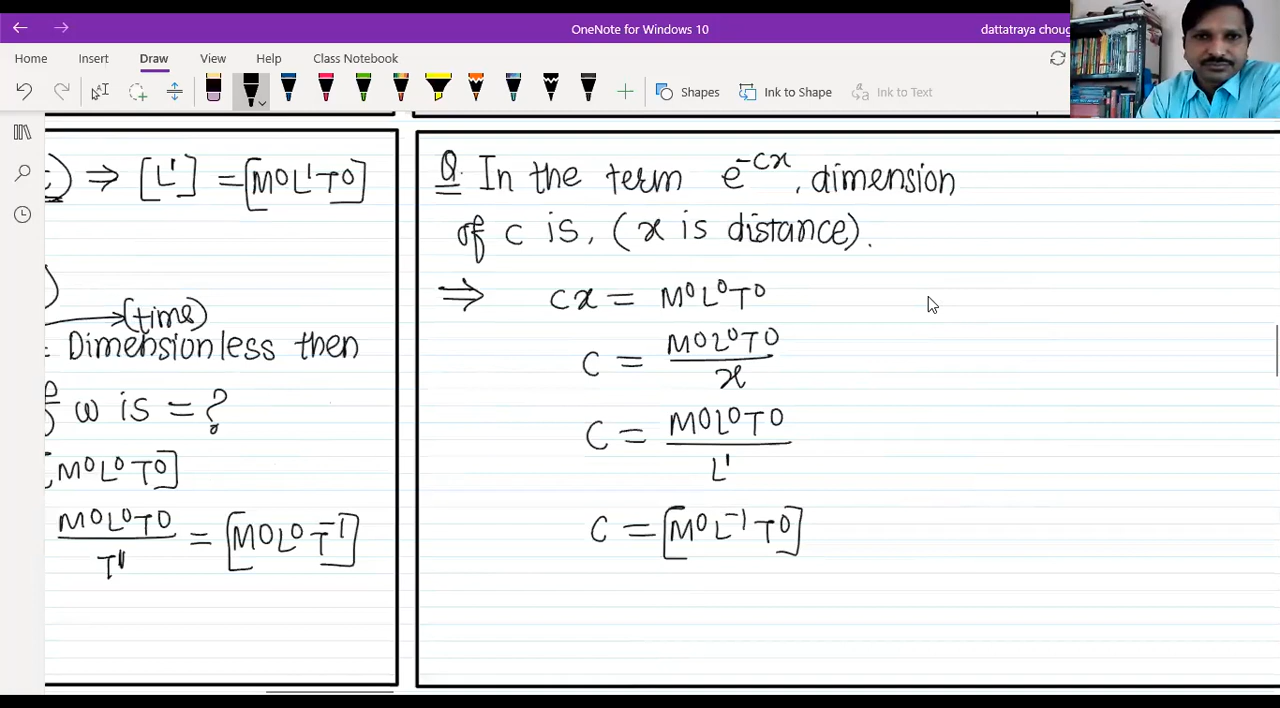 OneNote for Windows 10
dattatraya choug
Home Insert Draw View Help Class Notebook
Shapes Ink to Shape Ink to Text
⇒ [L¹] = [M⁰L¹T⁰]
(time)
= Dimensionless then
ω is = ?
[M⁰L⁰T⁰]
M⁰L⁰T⁰ / T¹ = [M⁰L⁰T⁻¹]
Q. In the term e⁻ᶜˣ, dimension
of c is, (x is distance).
⇒ cx = M⁰L⁰T⁰
C = M⁰L⁰T⁰ / x
C = M⁰L⁰T⁰ / L¹
C = [M⁰L⁻¹T⁰]